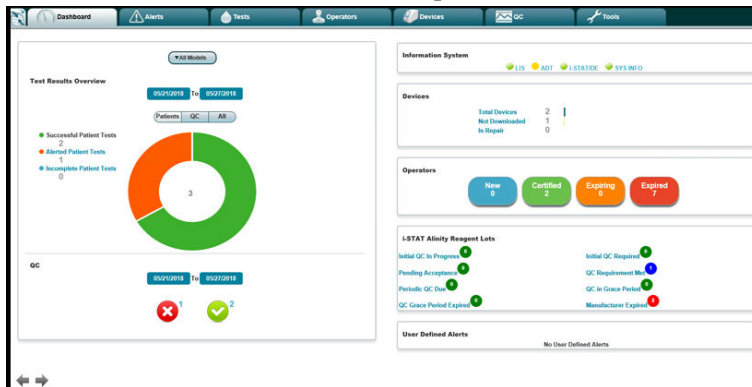 Dashboard Alerts Tests Operators Devices QC Tools
▼All Models
Test Results Overview
05/21/2018 To 05/27/2018
Patients QC All
Successful Patient Tests
2
Alerted Patient Tests
1
Incomplete Patient Tests
0
3
QC
05/21/2018 To 05/27/2018
1 2
Information System
LIS ADT i-STAT/DE SYS INFO
Devices
Total Devices 2
Not Downloaded 1
In Repair 0
Operators
New Certified Expiring Expired
0 2 0 7
i-STAT Alinity Reagent Lots
Initial QC In Progress 0 Initial QC Required 0
Pending Acceptance 0 QC Requirement Met 1
Periodic QC Due 0 QC in Grace Period 0
QC Grace Period Expired 0 Manufacturer Expired
User Defined Alerts
No User Defined Alerts